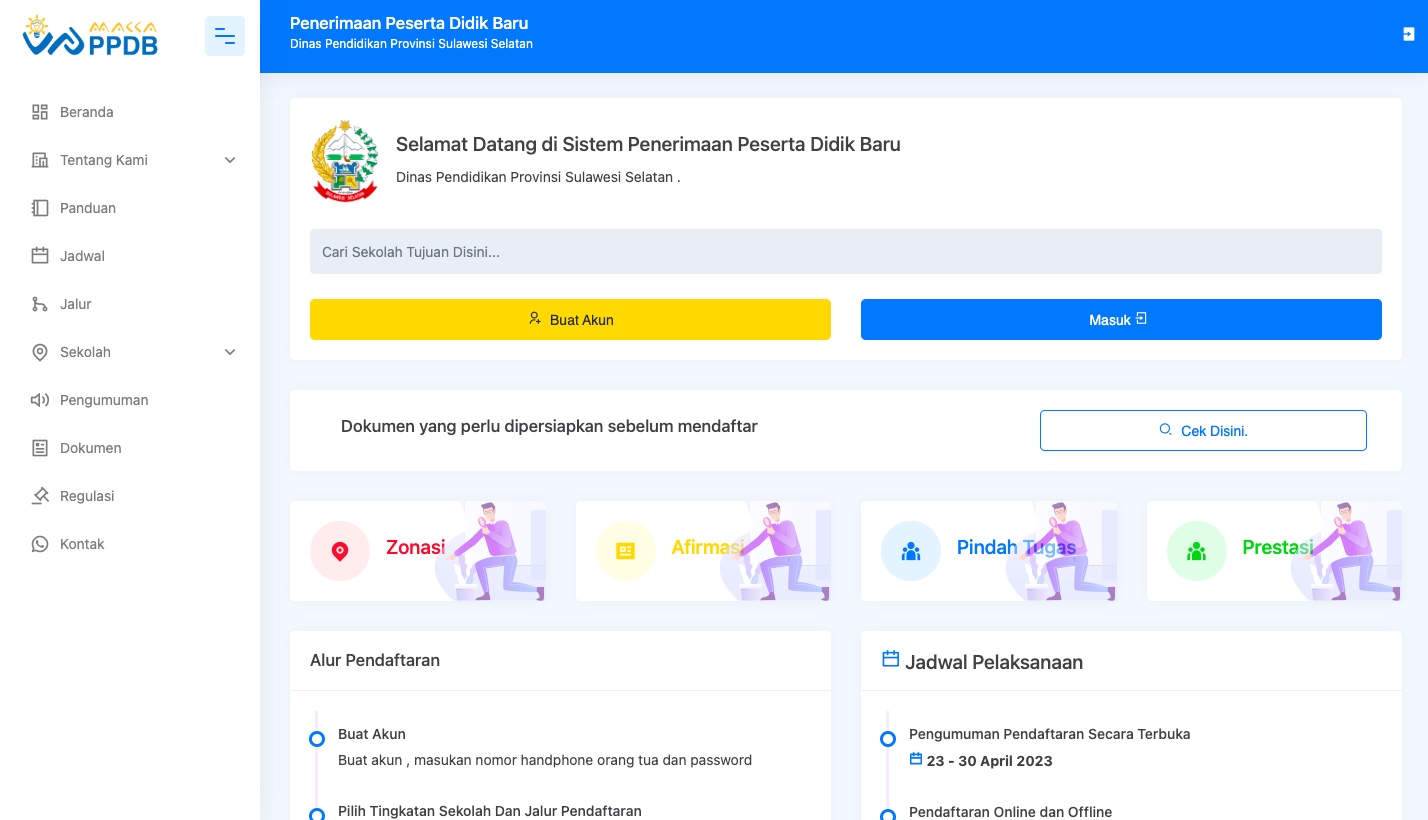 MACCA
PPDB
Penerimaan Peserta Didik Baru
Dinas Pendidikan Provinsi Sulawesi Selatan
Beranda
Tentang Kami
Panduan
Jadwal
Jalur
Sekolah
Pengumuman
Dokumen
Regulasi
Kontak
Selamat Datang di Sistem Penerimaan Peserta Didik Baru
Dinas Pendidikan Provinsi Sulawesi Selatan .
Cari Sekolah Tujuan Disini...
Buat Akun
Masuk
Dokumen yang perlu dipersiapkan sebelum mendaftar
Cek Disini.
Zonasi
Afirmasi
Pindah Tugas
Prestasi
Alur Pendaftaran
Buat Akun
Buat akun , masukan nomor handphone orang tua dan password
Pilih Tingkatan Sekolah Dan Jalur Pendaftaran
Jadwal Pelaksanaan
Pengumuman Pendaftaran Secara Terbuka
23 - 30 April 2023
Pendaftaran Online dan Offline